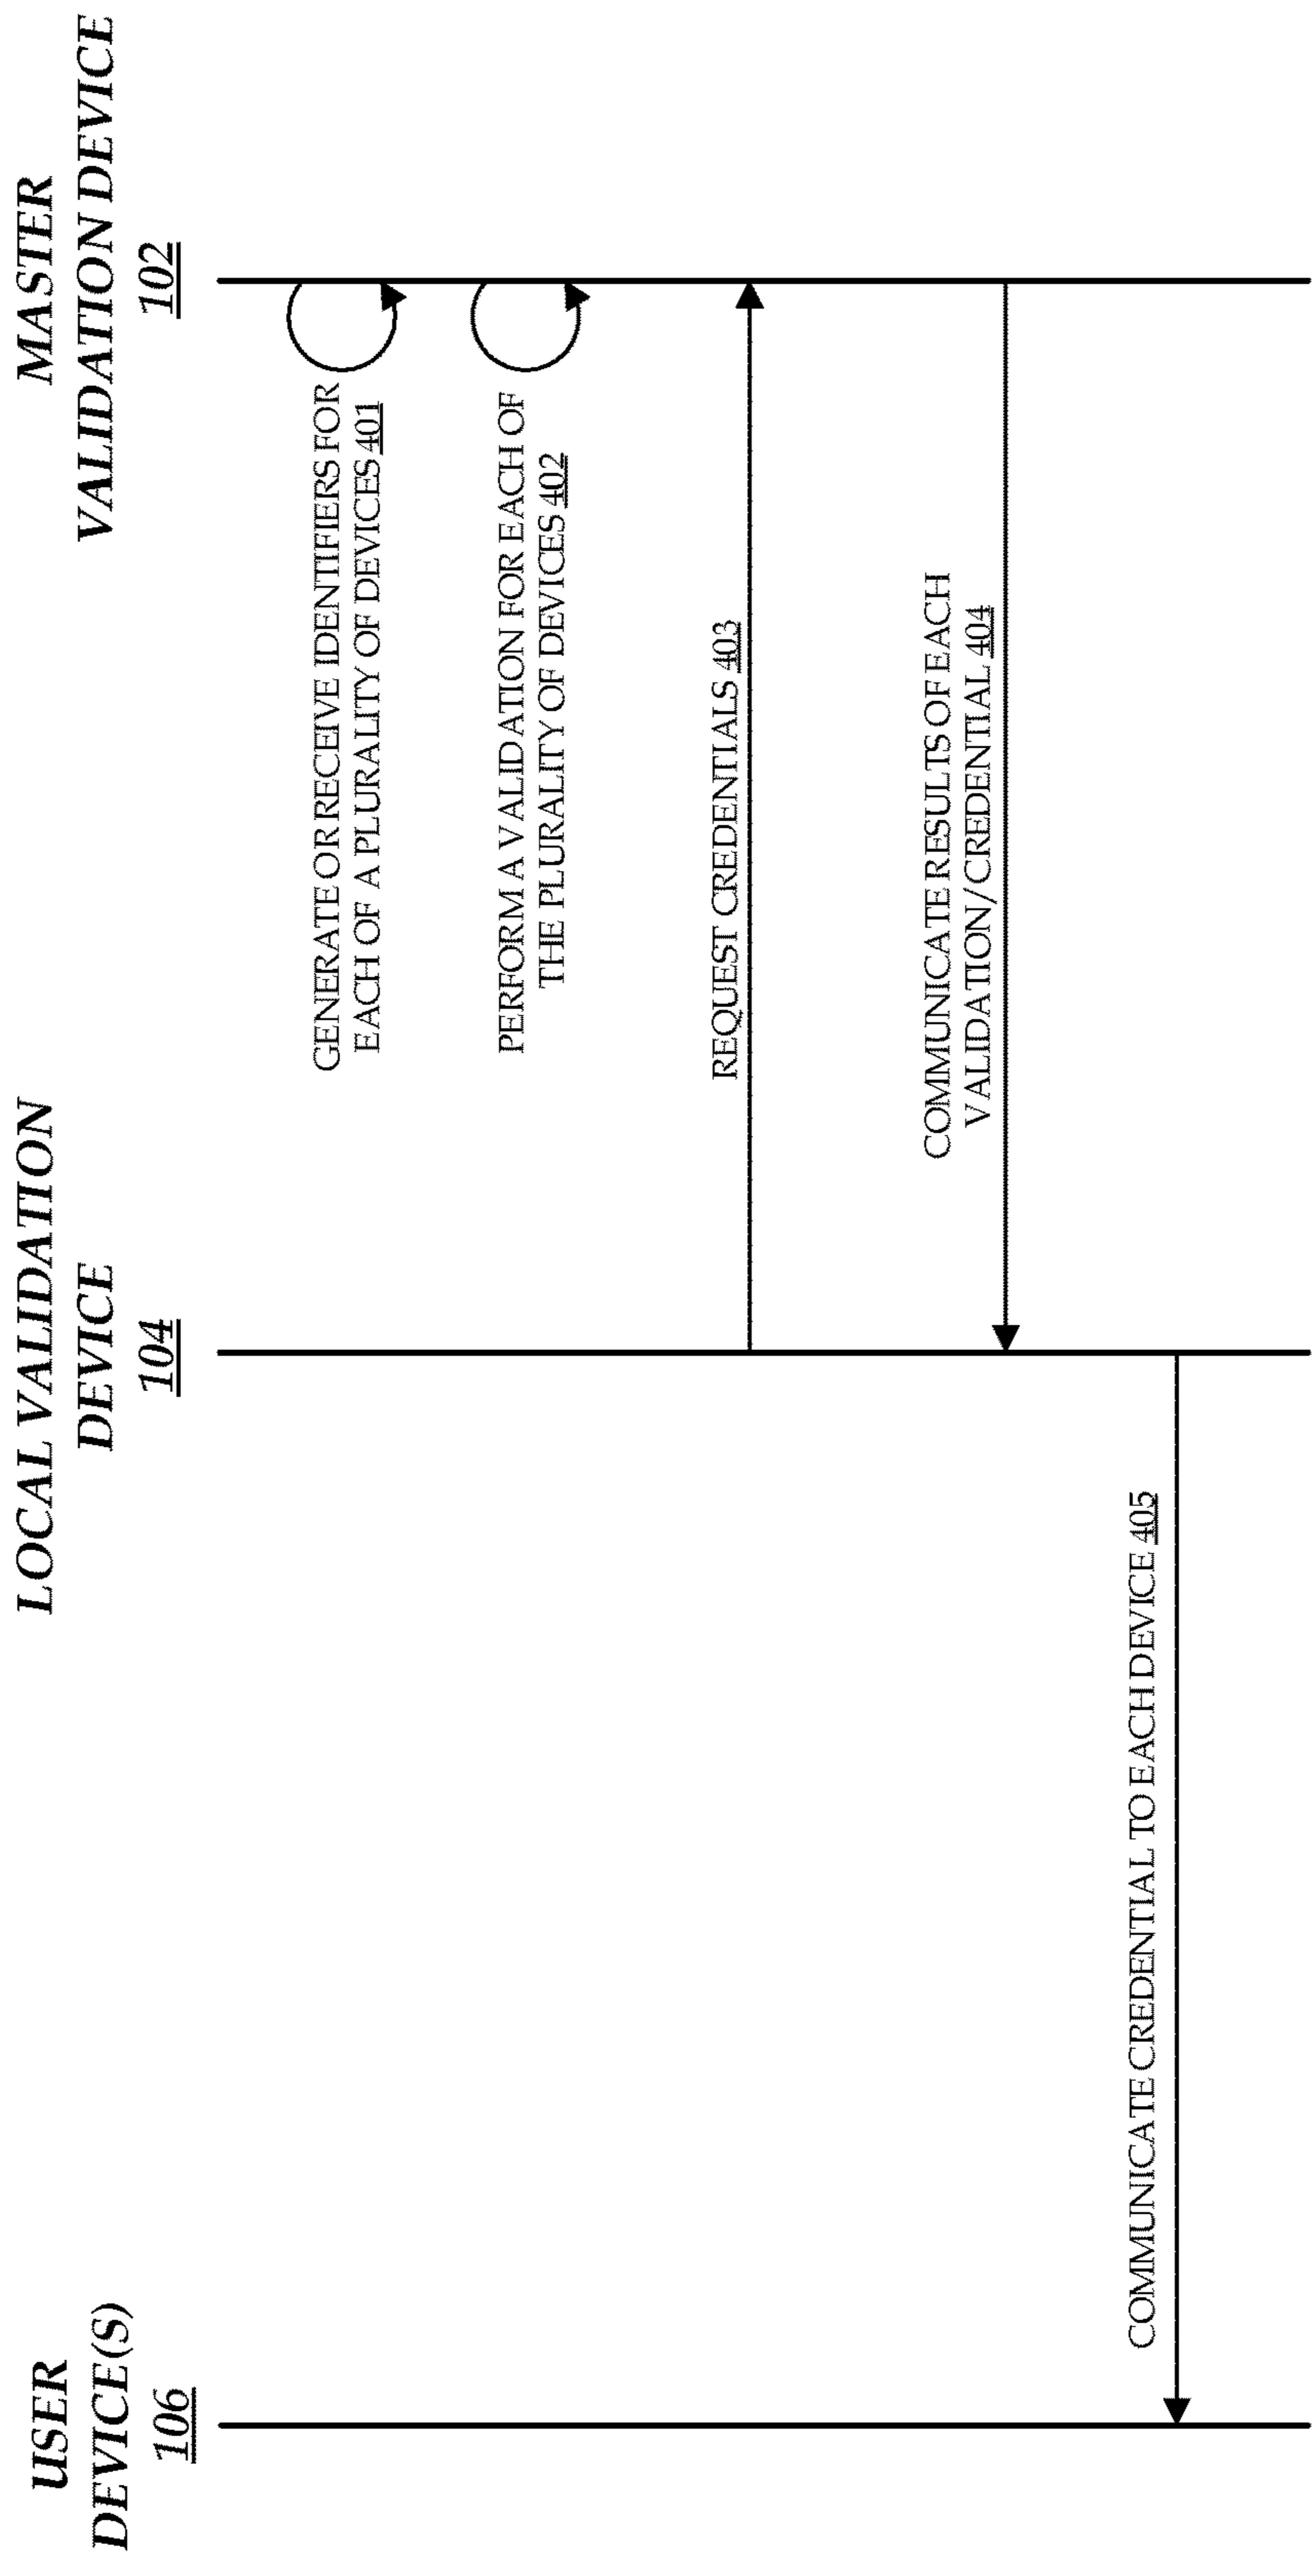 USER
DEVICE(S)
106
LOCAL VALIDATION
DEVICE
104
MASTER
VALIDATION DEVICE
102
GENERATE OR RECEIVE IDENTIFIERS FOR
EACH OF A PLURALITY OF DEVICES 401
PERFORM A VALIDATION FOR EACH OF
THE PLURALITY OF DEVICES 402
REQUEST CREDENTIALS 403
COMMUNICATE RESULTS OF EACH
VALIDATION/CREDENTIAL 404
COMMUNICATE CREDENTIAL TO EACH DEVICE 405